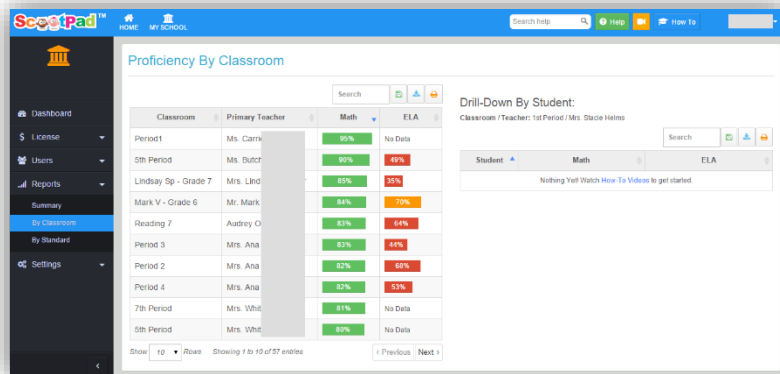 ScootPad™
HOME
MY SCHOOL
Search help
Help
How To
Dashboard
License
Users
Reports
Summary
By Classroom
By Standard
Settings
Proficiency By Classroom
Search
Classroom Primary Teacher Math ELA
Period1 Ms. Carri 95% No Data
5th Period Ms. Butch 90% 49%
Lindsay Sp - Grade 7 Mrs. Lind 85% 35%
Mark V - Grade 6 Mr. Mark 84% 70%
Reading 7 Audrey O 83% 64%
Period 3 Mrs. Ana 83% 44%
Period 2 Mrs. Ana 82% 68%
Period 4 Mrs. Ana 82% 53%
7th Period Mrs. Whit 81% No Data
5th Period Mrs. Whit 80% No Data
Show 10 Rows Showing 1 to 10 of 57 entries
‹ Previous Next ›
Drill-Down By Student:
Classroom / Teacher: 1st Period / Mrs. Stacie Helms
Search
Student Math ELA
Nothing Yet! Watch How-To Videos to get started.